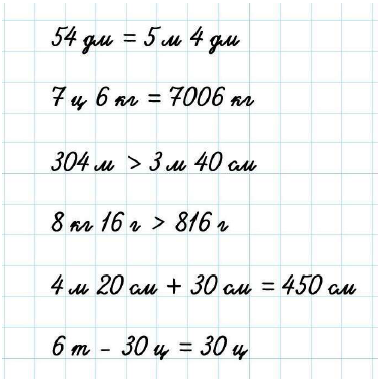 54 дм = 5 м 4 дм
7 ц 6 кг = 7006 кг
304 м > 3 м 40 см
8 кг 16 г > 816 г
4 м 20 см + 30 см = 450 см
6 т - 30 ц = 30 ц